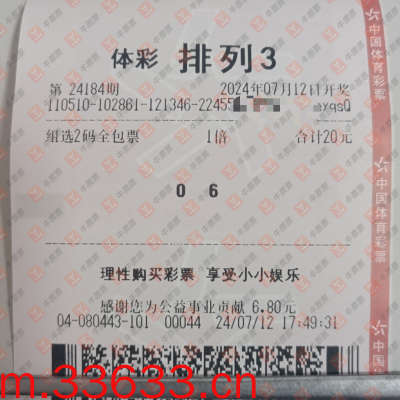 体彩 排列3
第 24184期 2024年07月12日开奖
110510-102861-121346-2245
组选2码全包票 1倍 合计20元
0 6
理性购买彩票 享受小小娱乐
感谢您为公益事业贡献 6.80元
04-080443-101 00044 24/07/12 17:49:31
中国体育彩票
中国体育彩票
中国体
m.33633.cn